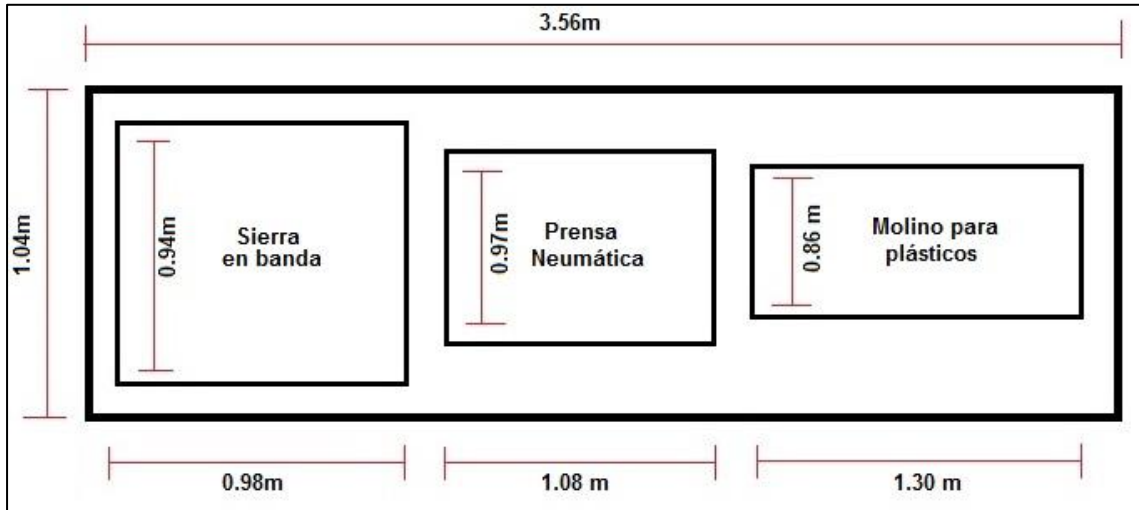 3.56m
1.04m
0.94m
Sierra
en banda
0.97m
Prensa
Neumática
0.86 m
Molino para
plásticos
0.98m
1.08 m
1.30 m